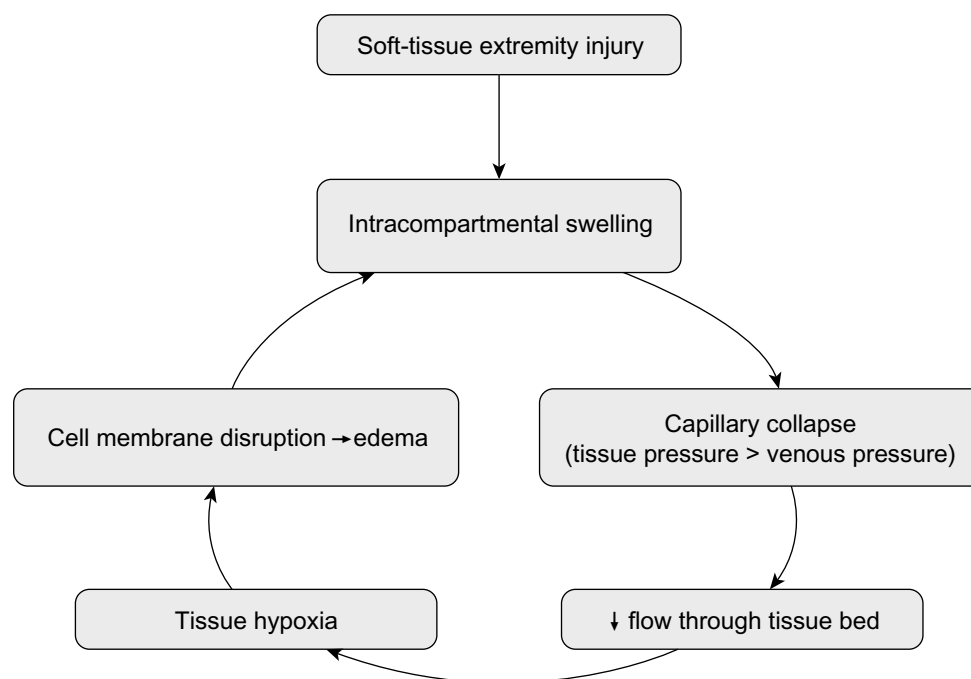 Soft-tissue extremity injury
Intracompartmental swelling
Cell membrane disruption → edema
Capillary collapse
(tissue pressure > venous pressure)
Tissue hypoxia
↓ flow through tissue bed